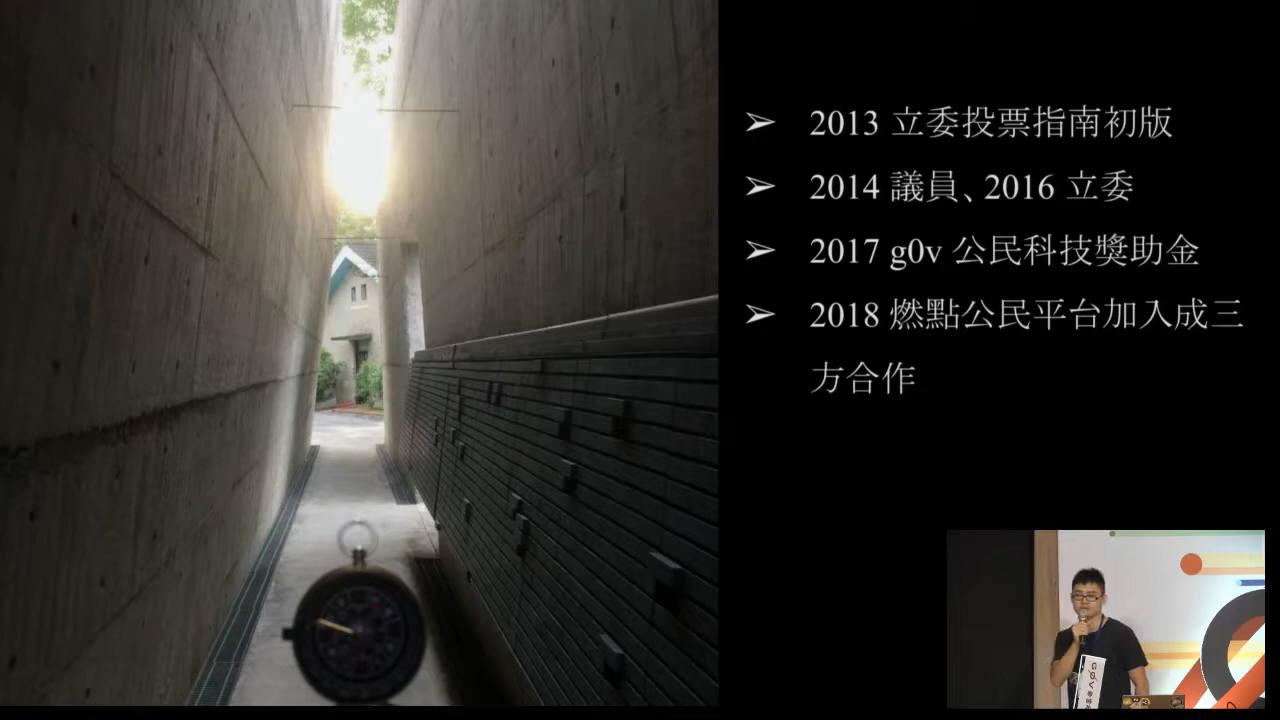 ➢ 2013 立委投票指南初版
➢ 2014 議員、2016 立委
➢ 2017 g0v 公民科技獎助金
➢ 2018 燃點公民平台加入成三
方合作